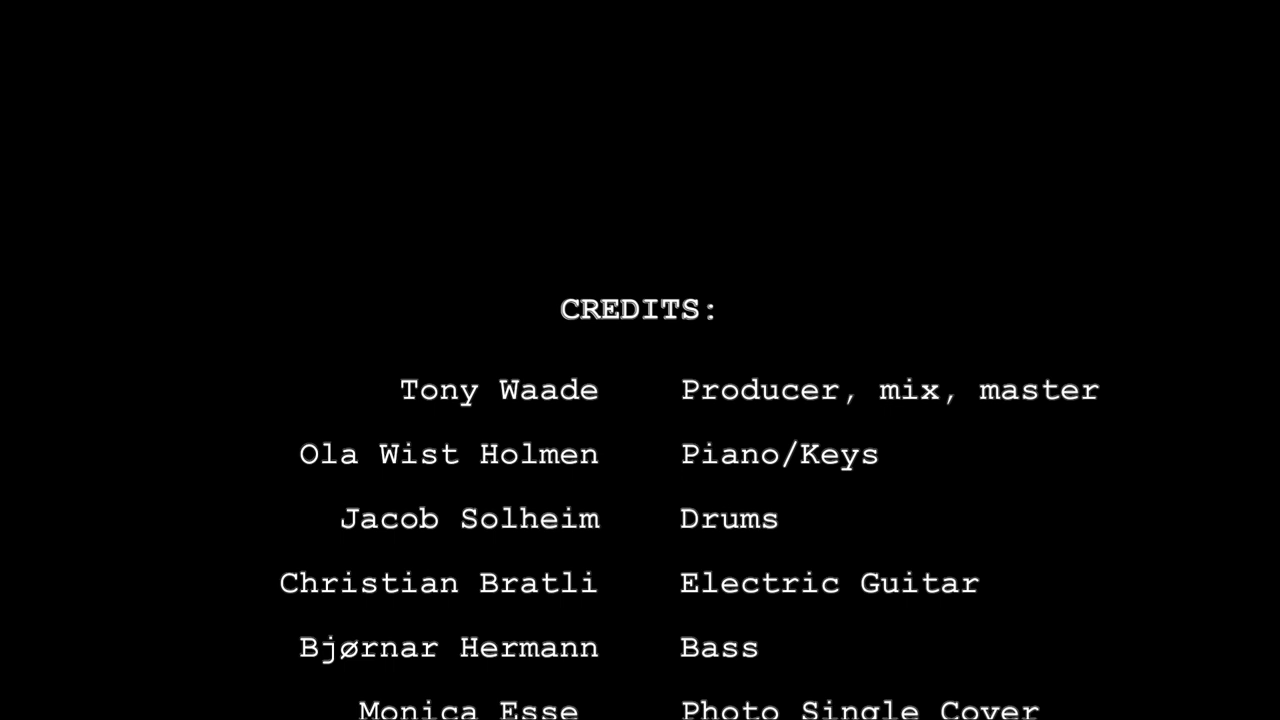 CREDITS:
Tony Waade Producer, mix, master
Ola Wist Holmen Piano/Keys
Jacob Solheim Drums
Christian Bratli Electric Guitar
Bjørnar Hermann Bass
Monica Esse Photo Single Cover